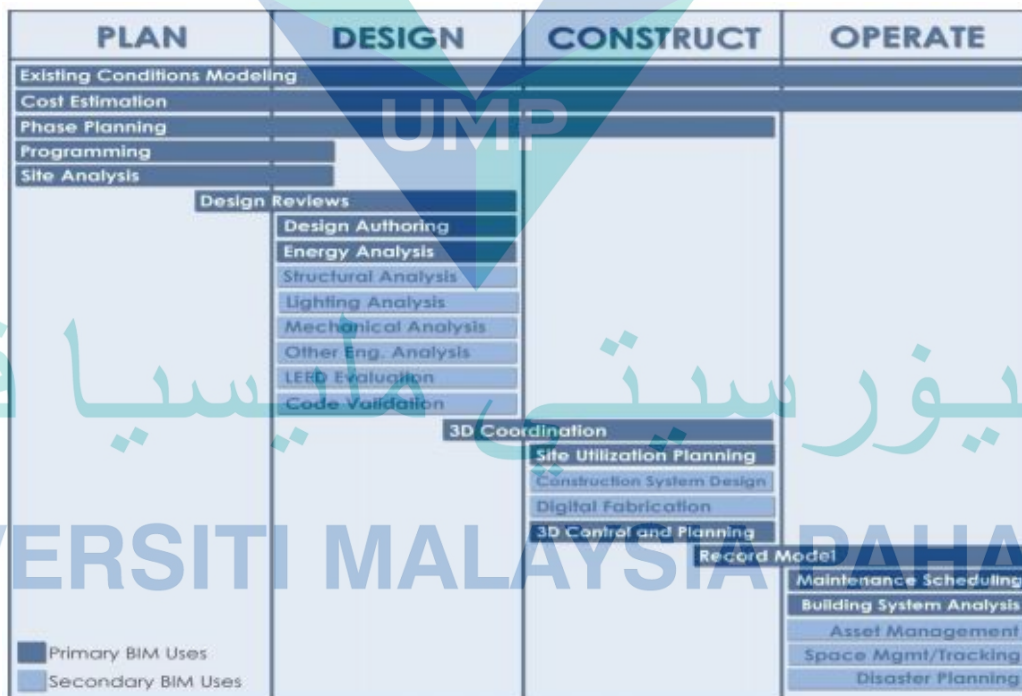 PLAN DESIGN CONSTRUCT OPERATE
Existing Conditions Modeling
Cost Estimation
Phase Planning
UMP
Programming
Site Analysis
Design Reviews
Design Authoring
Energy Analysis
Structural Analysis
Lighting Analysis
Mechanical Analysis
Other Eng. Analysis
LEED Evaluation
Code Validation
3D Coordination
Site Utilization Planning
Construction System Design
Digital Fabrication
3D Control and Planning
VERSITI MALAYSIA PAHA
Record Model
Maintenance Scheduling
Building System Analysis
Asset Management
Space Mgmt/Tracking
Disaster Planning
Primary BIM Uses
Secondary BIM Uses